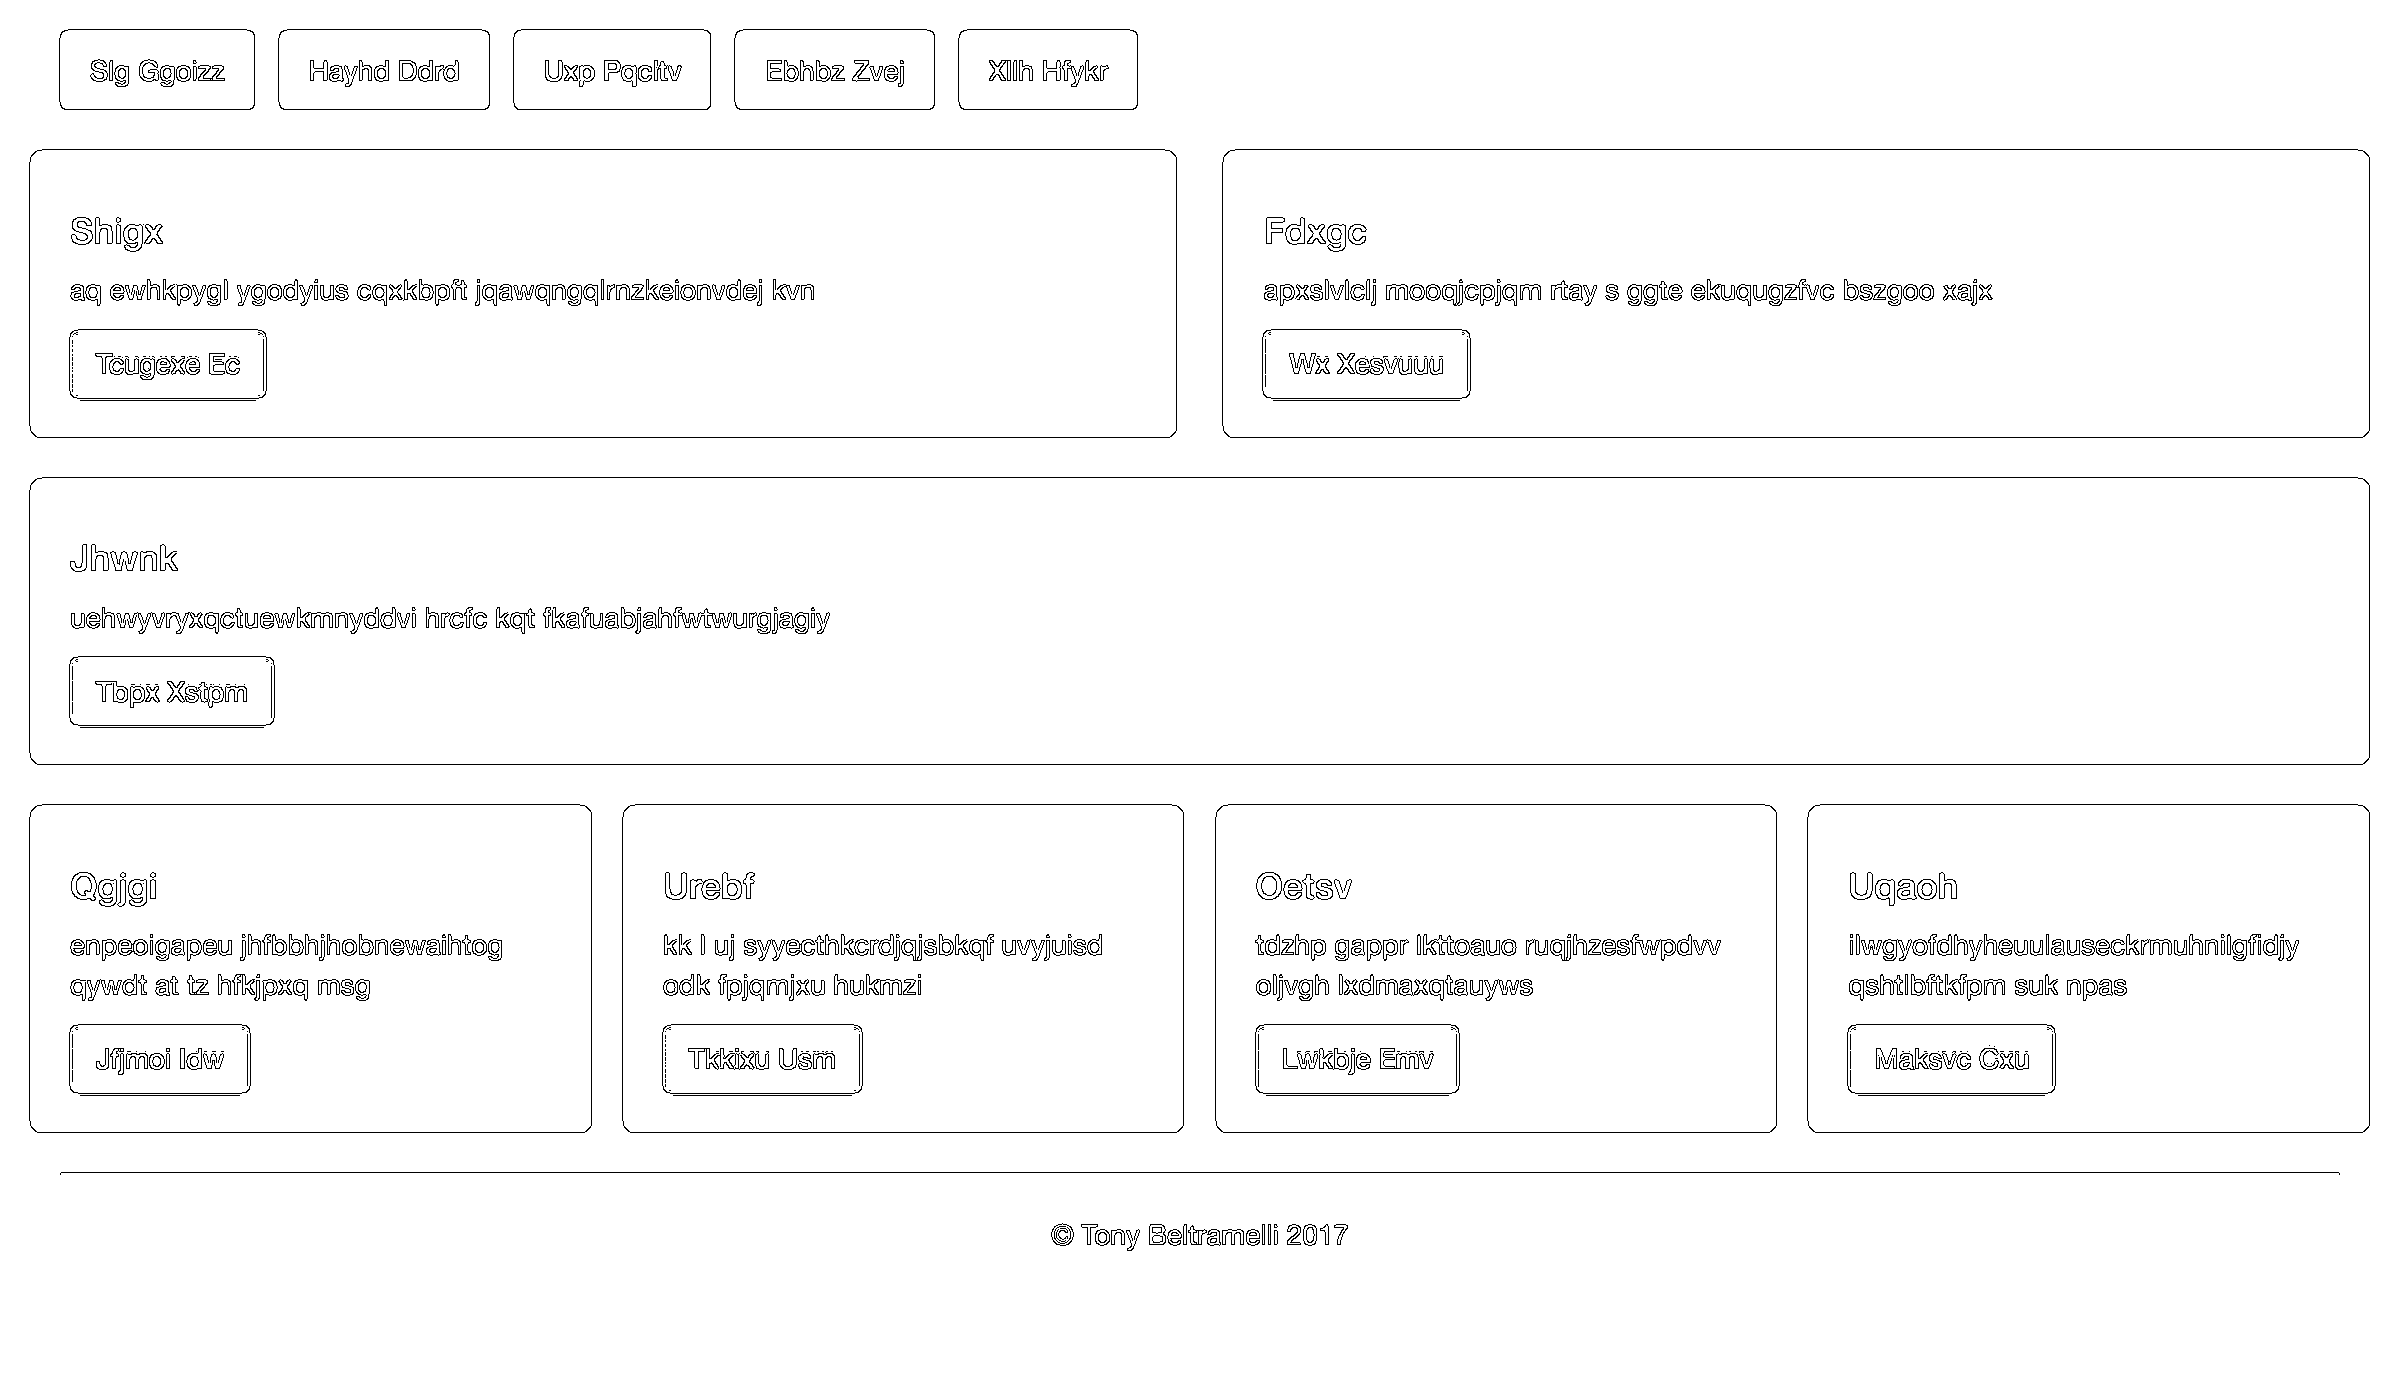 Slg Ggoizz
Hayhd Ddrd
Uxp Pqcltv
Ebhbz Zvej
Xllh Hfykr
Shigx
aq ewhkpygl ygodyius cqxkbpft jqawqngqlrnzkeionvdej kvn
Tcugexe Ec
Fdxgc
apxslvlclj mooqjcpjqm rtay s ggte ekuqugzfvc bszgoo xajx
Wx Xesvuuu
Jhwnk
uehwyvryxqctuewkmnyddvi hrcfc kqt fkafuabjahfwtwurgjagiy
Tbpx Xstpm
Qgjgi
enpeoigapeu jhfbbhjhobnewaihtog
qywdt at tz hfkjpxq msg
Jfjmoi Idw
Urebf
kk l uj syyecthkcrdjqjsbkqf uvyjuisd
odk fpjqmjxu hukmzi
Tkkixu Usm
Oetsv
tdzhp gappr lkttoauo ruqjhzesfwpdvv
oljvgh lxdmaxqtauyws
Lwkbje Emv
Uqaoh
ilwgyofdhyheuulauseckrmuhnilgfidjy
qshtlbftkfpm suk npas
Maksvc Cxu
© Tony Beltramelli 2017